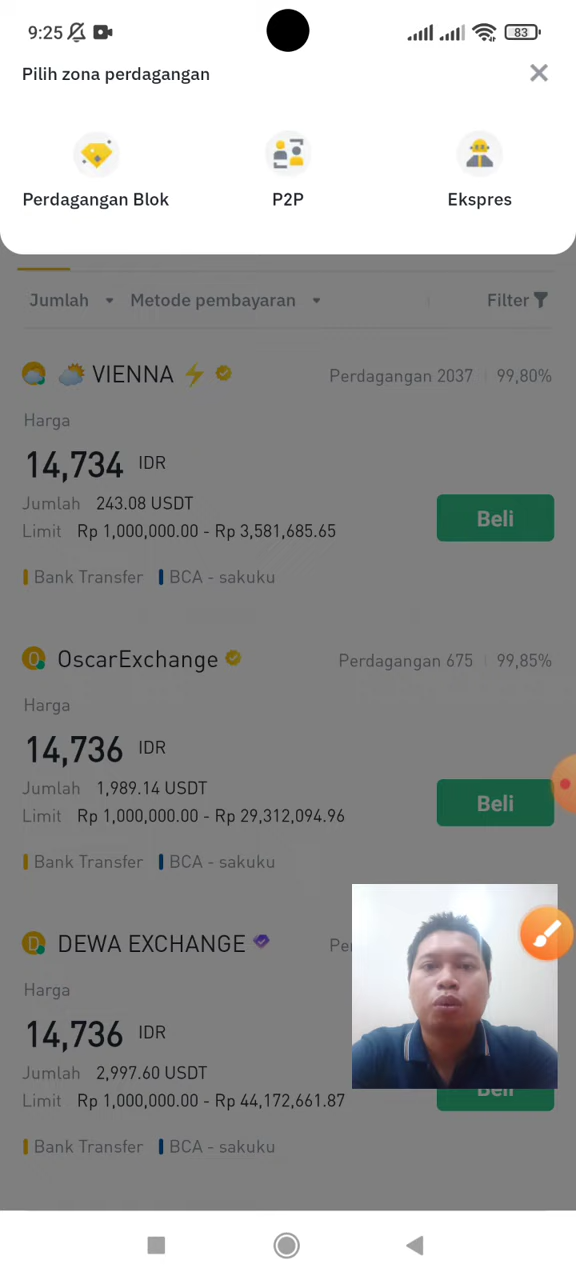 9:25
83
Pilih zona perdagangan
Perdagangan Blok
P2P
Ekspres
Jumlah
Metode pembayaran
Filter
VIENNA
Perdagangan 2037 | 99,80%
Harga
14,734 IDR
Jumlah 243.08 USDT
Limit Rp 1,000,000.00 - Rp 3,581,685.65
Beli
Bank Transfer
BCA - sakuku
O
OscarExchange
Perdagangan 675 | 99,85%
Harga
14,736 IDR
Jumlah 1,989.14 USDT
Limit Rp 1,000,000.00 - Rp 29,312,094.96
Beli
Bank Transfer
BCA - sakuku
D
DEWA EXCHANGE
Harga
14,736 IDR
Jumlah 2,997.60 USDT
Limit Rp 1,000,000.00 - Rp 44,172,661.87
Beli
Bank Transfer
BCA - sakuku